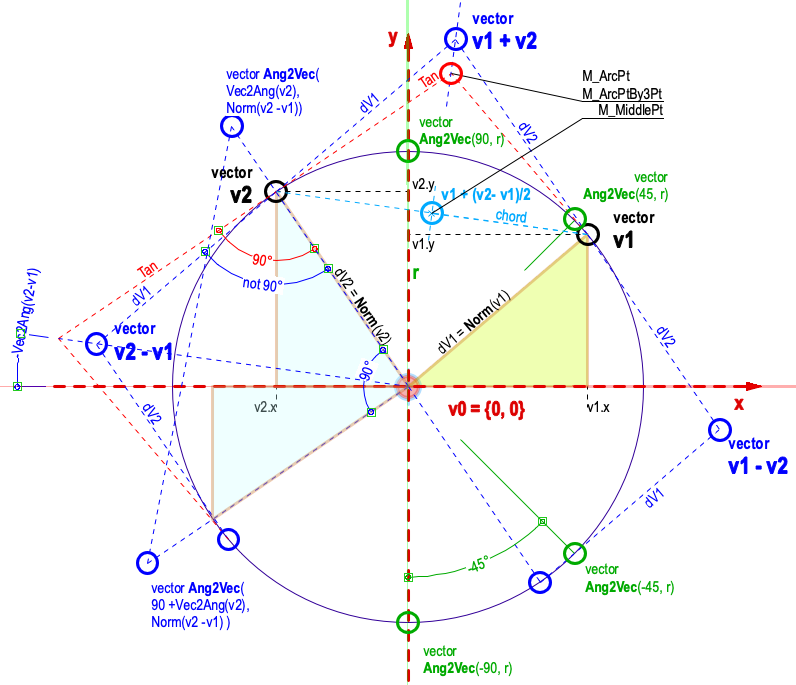 y
vector
v1 + v2
vector Ang2Vec(
Vec2Ang(v2),
Norm(v2 -v1))
Tan
M_ArcPt
M_ArcPtBy3Pt
M_MiddlePt
dV1
dV2
vector
Ang2Vec(90, r)
vector
v2
v2.y
v1 + (v2- v1)/2
chord
vector
Ang2Vec(45, r)
vector
v1
v1.y
r
90°
not 90°
Tan
dV1
dV2 = Norm(v2)
dV1 = Norm(v1)
Vec2Ang(v2-v1)
vector
v2 - v1
90°
dV2
x
v2.x
v0 = {0, 0}
v1.x
dV2
vector
v1 - v2
dV1
-45°
vector Ang2Vec(
90 +Vec2Ang(v2),
Norm(v2 -v1) )
vector
Ang2Vec(-45, r)
vector
Ang2Vec(-90, r)